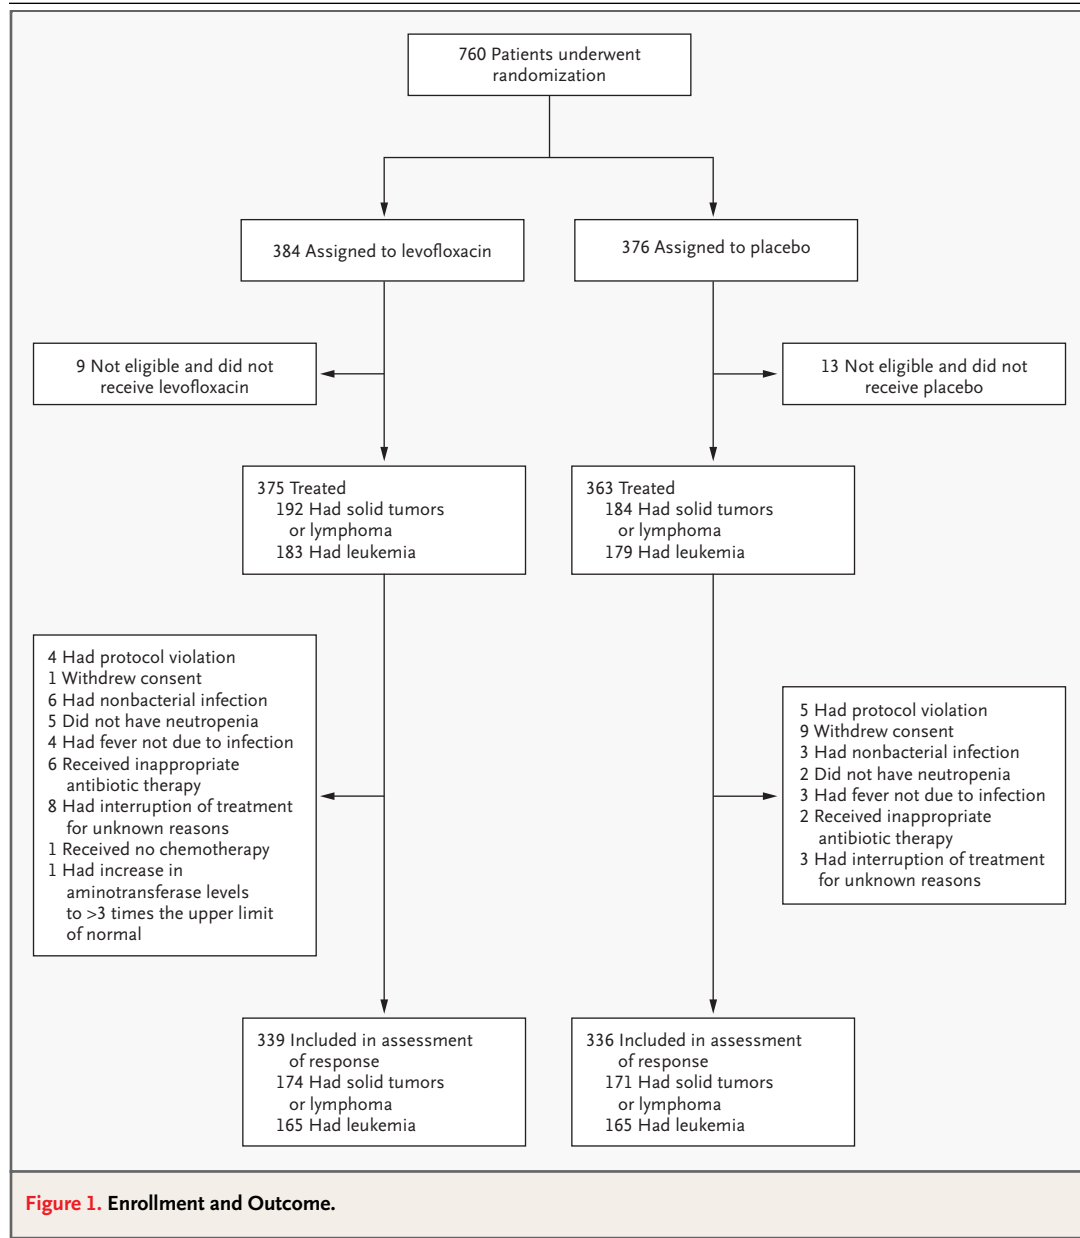 760 Patients underwent
randomization
384 Assigned to levofloxacin
376 Assigned to placebo
9 Not eligible and did not
receive levofloxacin
13 Not eligible and did not
receive placebo
375 Treated
192 Had solid tumors
or lymphoma
183 Had leukemia
363 Treated
184 Had solid tumors
or lymphoma
179 Had leukemia
4 Had protocol violation
1 Withdrew consent
6 Had nonbacterial infection
5 Did not have neutropenia
4 Had fever not due to infection
6 Received inappropriate
antibiotic therapy
8 Had interruption of treatment
for unknown reasons
1 Received no chemotherapy
1 Had increase in
aminotransferase levels
to >3 times the upper limit
of normal
5 Had protocol violation
9 Withdrew consent
3 Had nonbacterial infection
2 Did not have neutropenia
3 Had fever not due to infection
2 Received inappropriate
antibiotic therapy
3 Had interruption of treatment
for unknown reasons
339 Included in assessment
of response
174 Had solid tumors
or lymphoma
165 Had leukemia
336 Included in assessment
of response
171 Had solid tumors
or lymphoma
165 Had leukemia
Figure 1. Enrollment and Outcome.